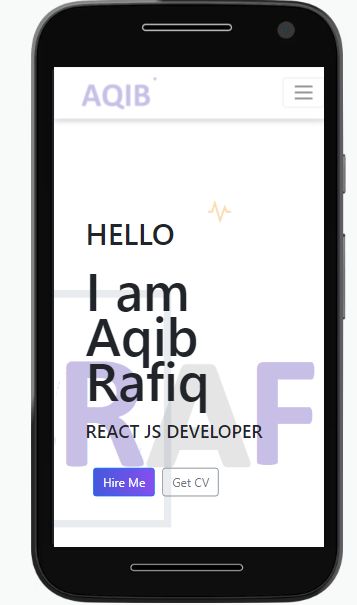 AQIB
HELLO
I am
Aqib
Rafiq
RAF
REACT JS DEVELOPER
Hire Me
Get CV